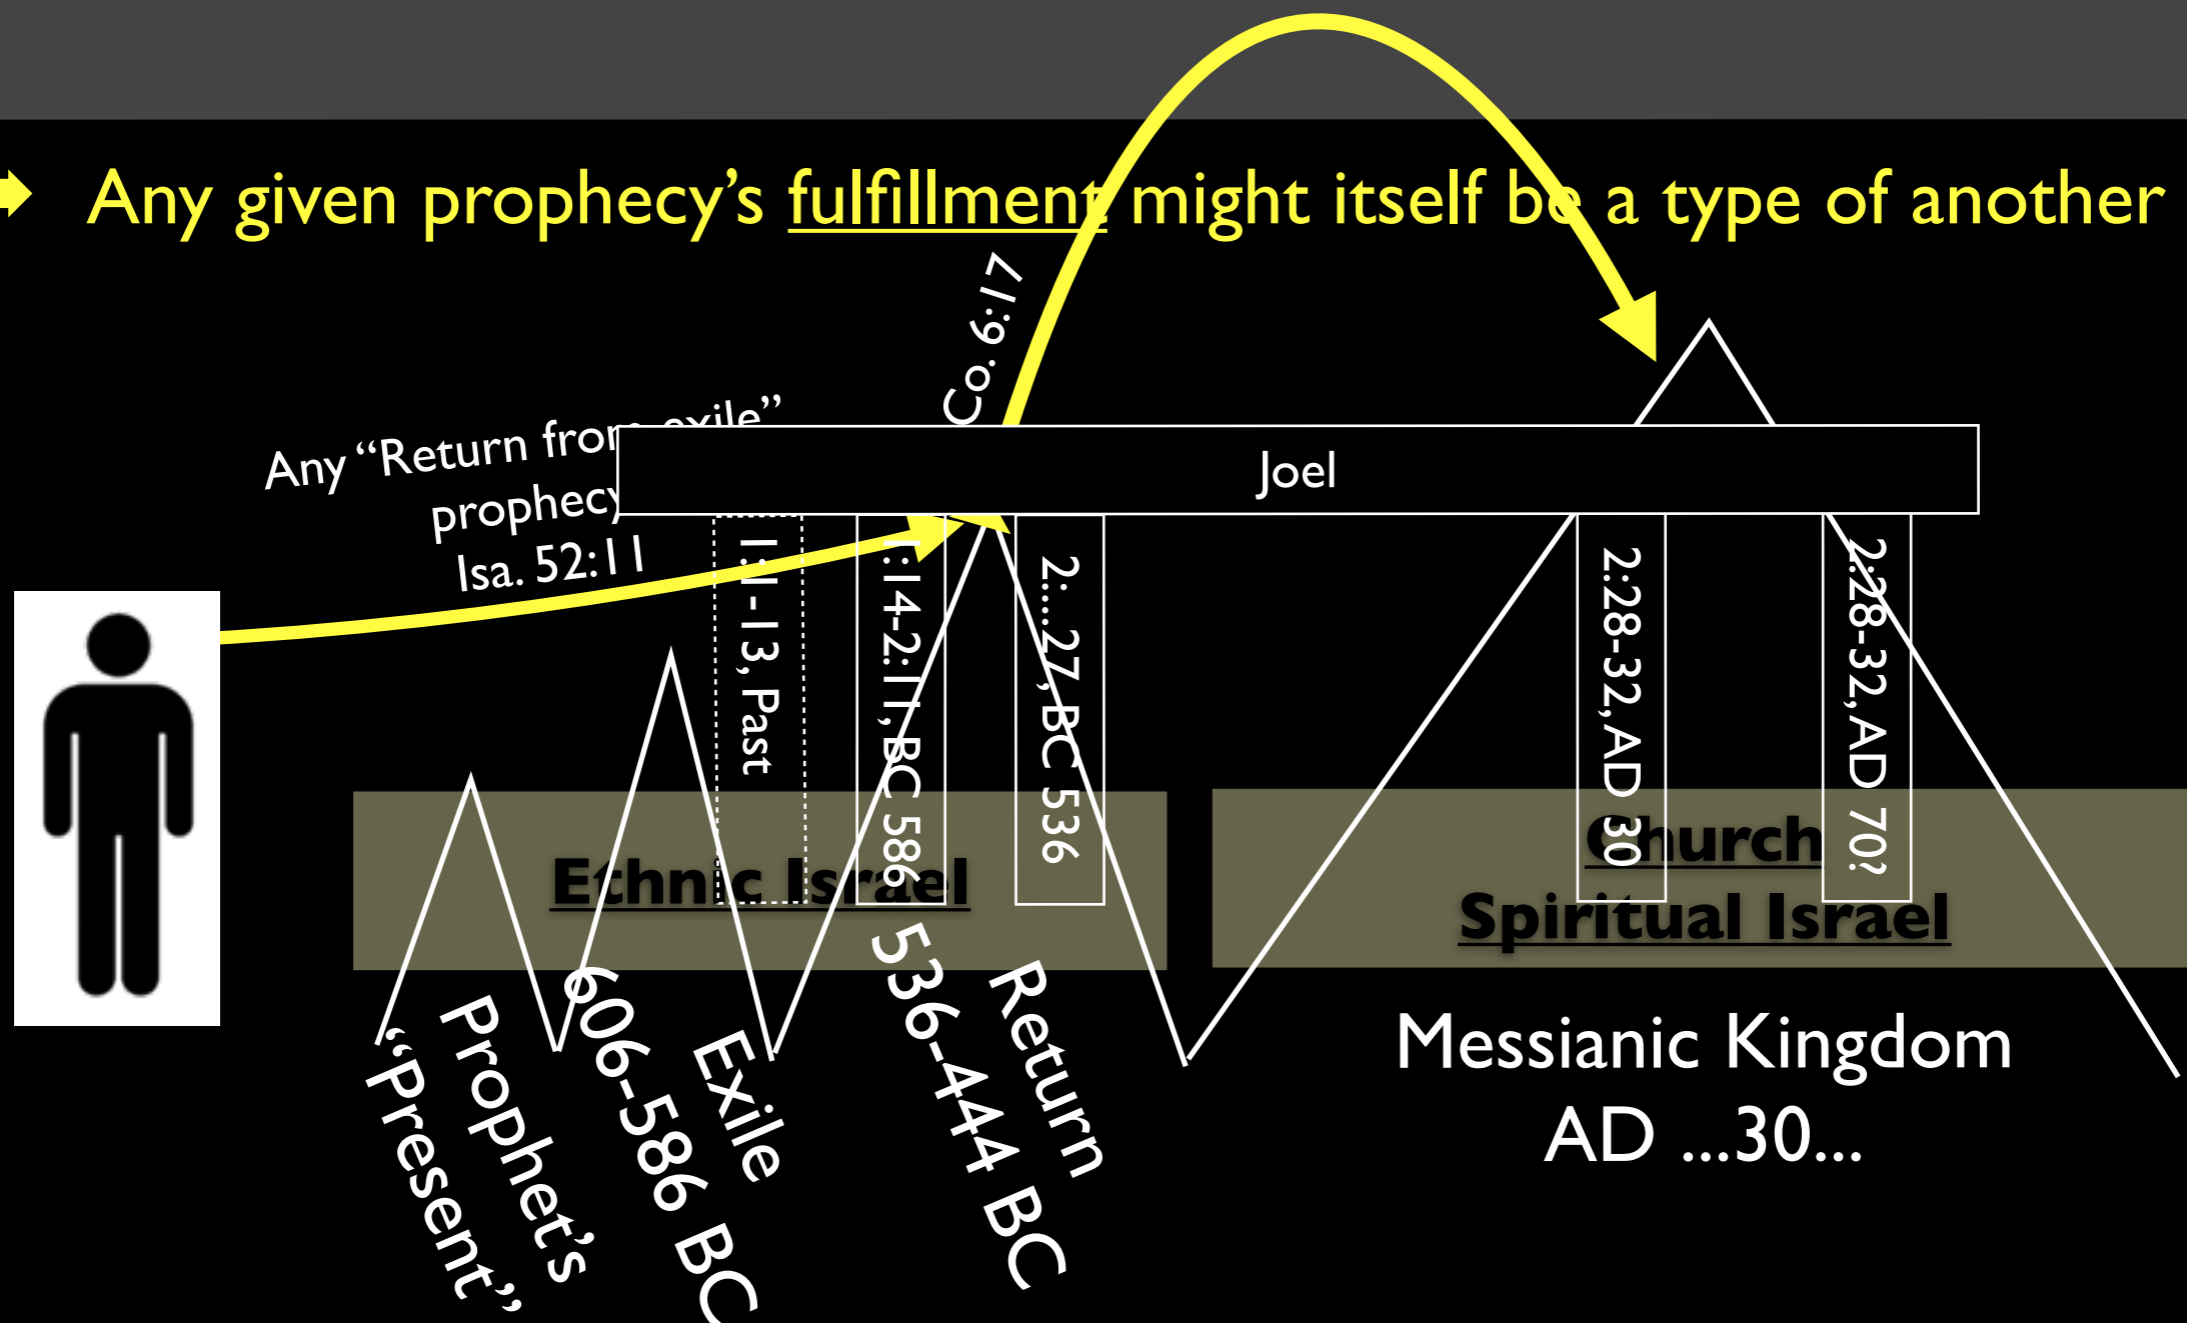 Any given prophecy’s fulfillment might itself be a type of another
Co. 6:17
Any “Return from exile”
prophecy
Isa. 52:11
Joel
1:1-13, Past
1:14-2:11, BC 586
2:...27, BC 536
2:28-32, AD 30
2:28-32, AD 70?
Ethnic Israel
Church
Spiritual Israel
Prophet’s
“Present”
Exile
606-586 BC
Return
536-444 BC
Messianic Kingdom
AD ...30...